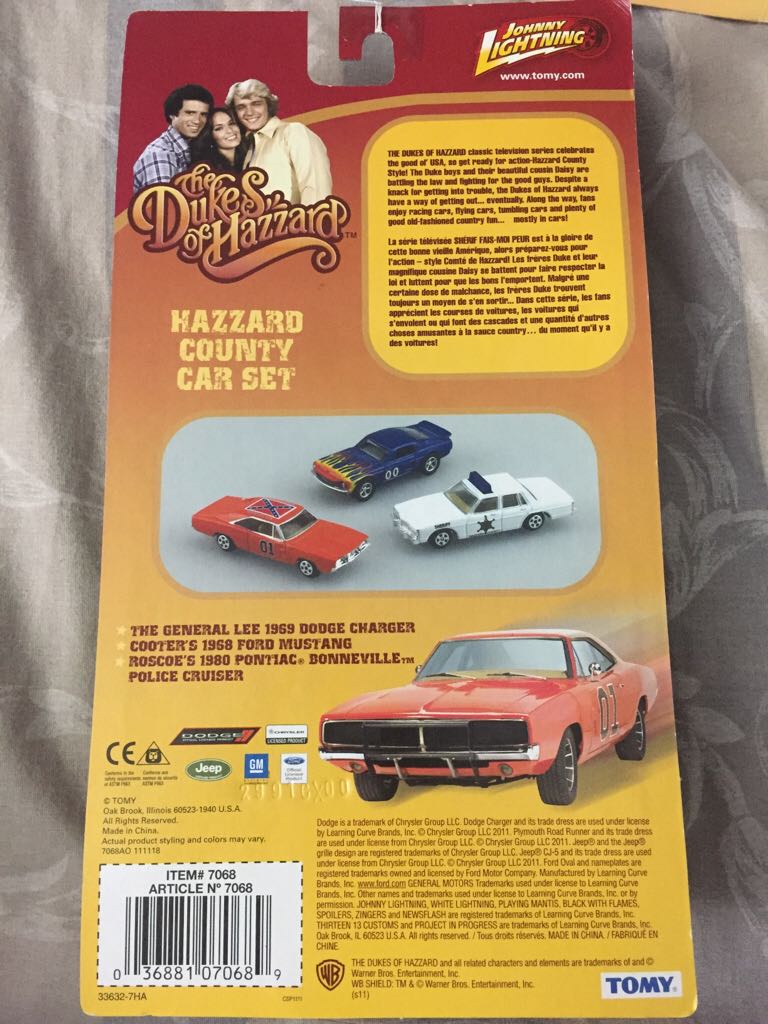 JOHNNY
LIGHTNING
www.tomy.com
The
Dukes
of Hazzard™
THE DUKES OF HAZZARD classic television series celebrates
the good ol' USA, so get ready for action-Hazzard County
Style! The Duke boys and their beautiful cousin Daisy are
battling the law and fighting for the good guys. Despite a
knack for getting into trouble, the Dukes of Hazzard always
have a way of getting out... eventually. Along the way, fans
enjoy racing cars, flying cars, tumbling cars and plenty of
good old-fashioned country fun... mostly in cars!
La série télévisée SHÉRIF FAIS-MOI PEUR est à la gloire de
cette bonne vieille Amérique, alors préparez-vous pour
l'action – style Comté de Hazzard! Les frères Duke et leur
magnifique cousine Daisy se battent pour faire respecter la
loi et luttent pour que les bons l'emportent. Malgré une
certaine dose de malchance, les frères Duke trouvent
toujours un moyen de s'en sortir... Dans cette série, les fans
apprécient les courses de voitures, les voitures qui
s'envolent ou qui font des cascades et une quantité d'autres
choses amusantes à la sauce country... du moment qu'il y a
des voitures!
HAZZARD
COUNTY
CAR SET
00
01
SHERIFF
THE GENERAL LEE 1969 DODGE CHARGER
COOTER'S 1968 FORD MUSTANG
ROSCOE'S 1980 PONTIAC® BONNEVILLE™
POLICE CRUISER
01
CE
Conforms to the safety requirements of ASTM F963
DODGE
OFFICIAL LICENSED PRODUCT
CHRYSLER
LICENSED PRODUCT
Jeep
GM
Ford
Official
Licensed
Product
© TOMY
Oak Brook, Illinois 60523-1940 U.S.A.
All Rights Reserved.
Made in China.
Actual product styling and colors may vary.
7068AO 111118
ITEM# 7068
ARTICLE Nº 7068
0 36881 07068 9
33632-7HA
CSP1111
Dodge is a trademark of Chrysler Group LLC. Dodge Charger and its trade dress are used under license
by Learning Curve Brands, Inc. © Chrysler Group LLC 2011. Plymouth Road Runner and its trade dress
are used under license from Chrysler Group LLC. © Chrysler Group LLC 2011. Jeep® and the Jeep®
grille design are registered trademarks of Chrysler Group LLC. Jeep® CJ-5 and its trade dress are used
under license from Chrysler Group LLC. © Chrysler Group LLC 2011. Ford Oval and nameplates are
registered trademarks owned and licensed by Ford Motor Company. Manufactured by Learning Curve
Brands, Inc. www.ford.com GENERAL MOTORS Trademarks used under license to Learning Curve
Brands, Inc. Other names and trademarks used under license to Learning Curve Brands, Inc. or by
permission. JOHNNY LIGHTNING, WHITE LIGHTNING, PLAYING MANTIS, BLACK WITH FLAMES,
SPOILERS, ZINGERS and NEWSFLASH are registered trademarks of Learning Curve Brands, Inc.
THIRTEEN 13 CUSTOMS and PROJECT IN PROGRESS are trademarks of Learning Curve Brands, Inc.
Oak Brook, IL 60523 U.S.A. All rights reserved. / Tous droits réservés. MADE IN CHINA. / FABRIQUÉ EN
CHINE.
WB
THE DUKES OF HAZZARD and all related characters and elements are trademarks of and ©
Warner Bros. Entertainment, Inc.
WB SHIELD: TM & © Warner Bros. Entertainment, Inc.
(s11)
TOMY